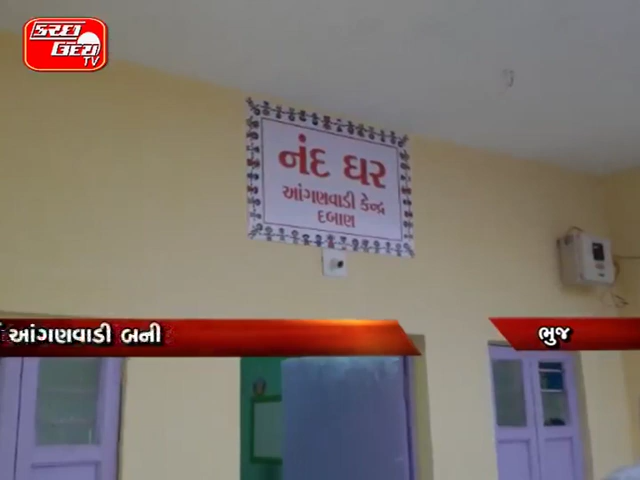 કચ્છ
ઉદય
TV
નંદ ઘર
આંગણવાડી કેન્દ્ર
દબાણ
આંગણવાડી બની
ભુજ